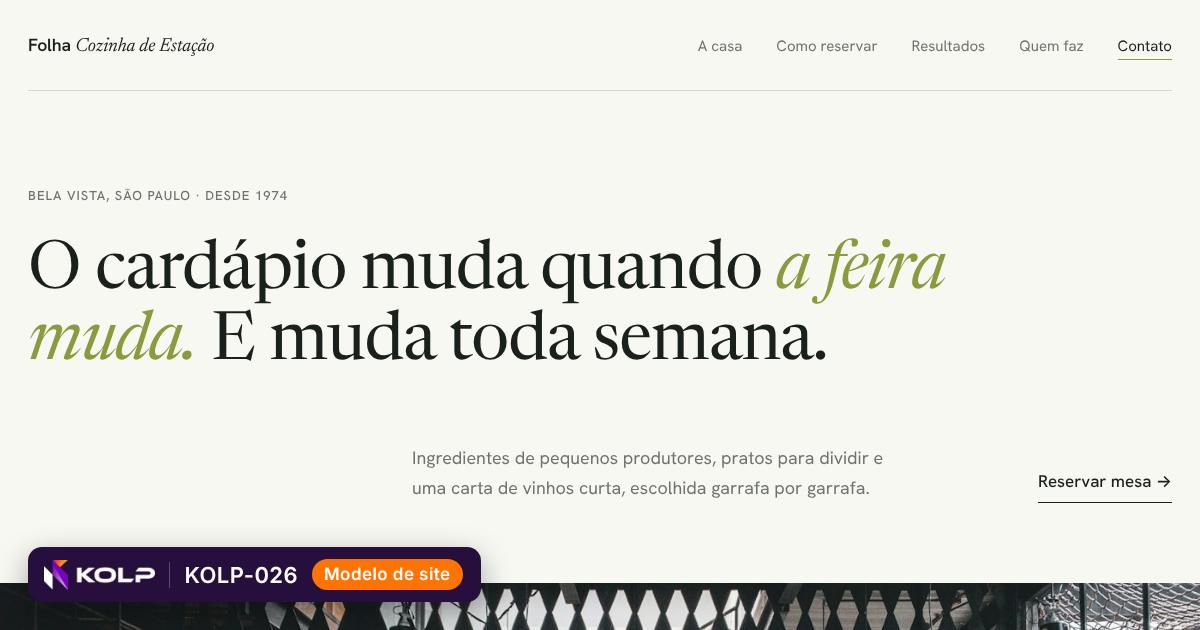 Folha Cozinha de Estação
A casa Como reservar Resultados Quem faz Contato
BELA VISTA, SÃO PAULO · DESDE 1974
O cardápio muda quando a feira
muda. E muda toda semana.
Ingredientes de pequenos produtores, pratos para dividir e
uma carta de vinhos curta, escolhida garrafa por garrafa.
Reservar mesa →
KOLP KOLP-026 Modelo de site